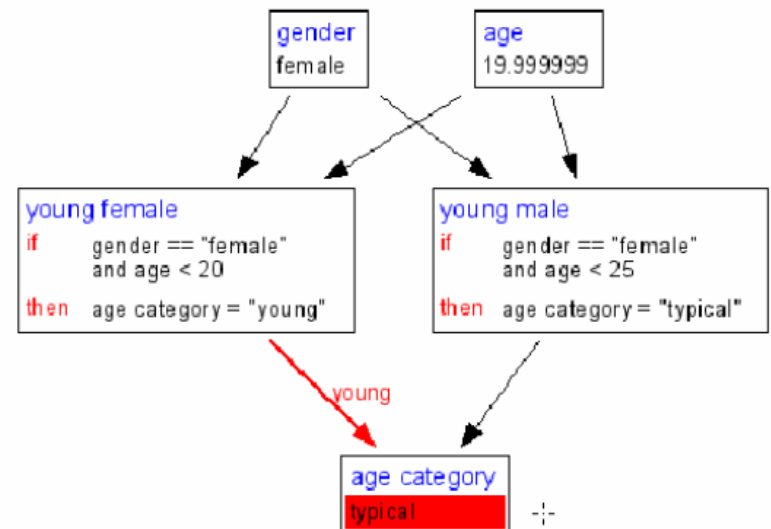 gender
female
age
19.999999
young female
if gender == "female"
and age < 20
then age category = "young"
young male
if gender == "female"
and age < 25
then age category = "typical"
young
age category
typical